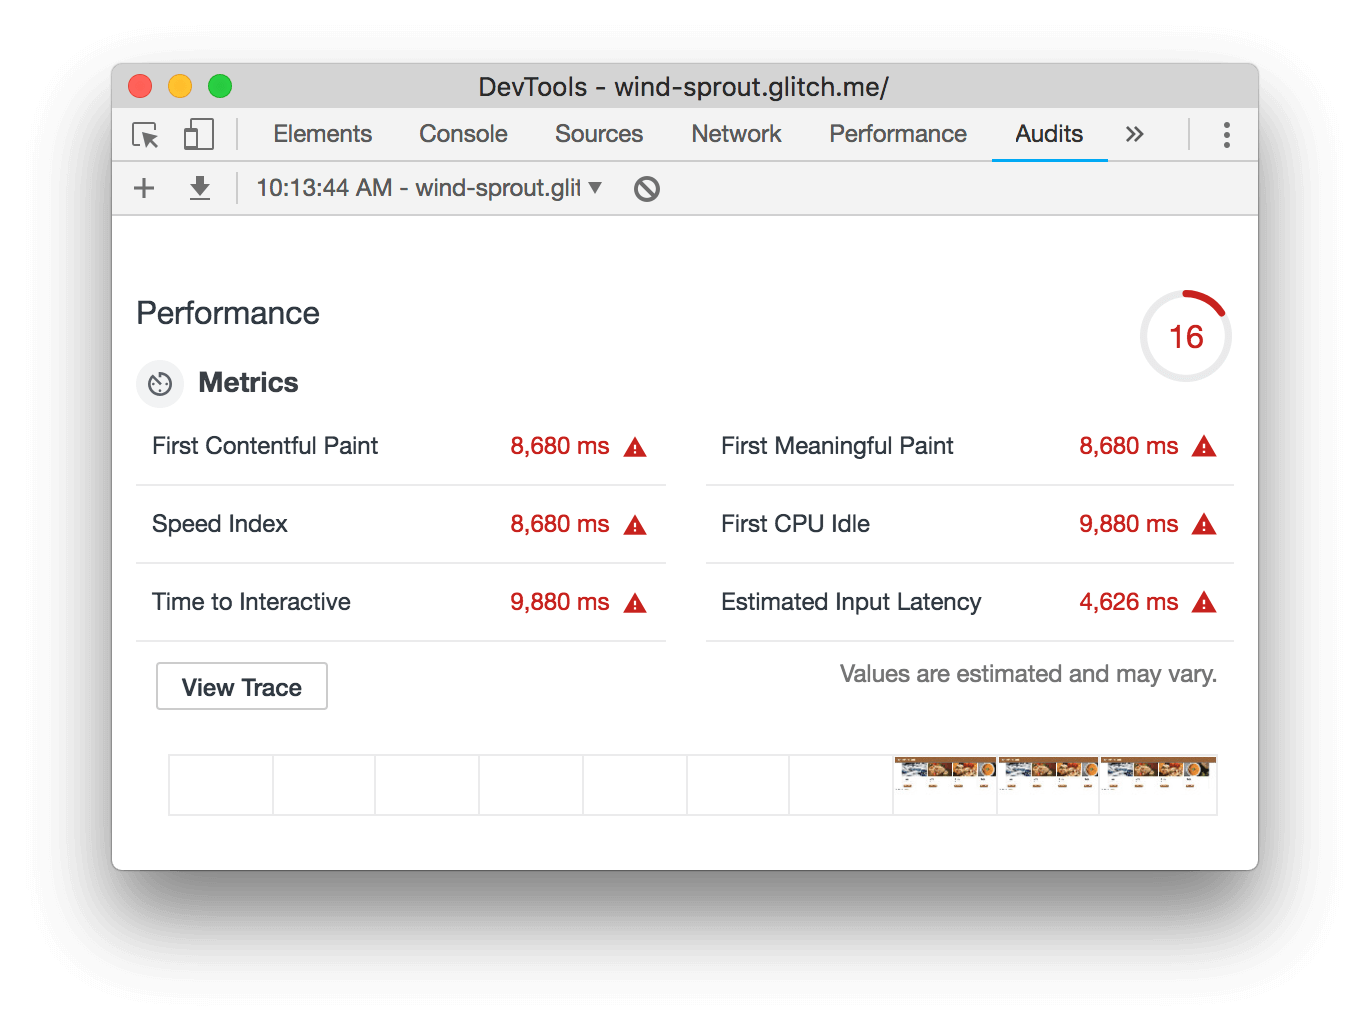 DevTools - wind-sprout.glitch.me/
Elements Console Sources Network Performance Audits »
10:13:44 AM - wind-sprout.glit
Performance
16
Metrics
First Contentful Paint 8,680 ms
First Meaningful Paint 8,680 ms
Speed Index 8,680 ms
First CPU Idle 9,880 ms
Time to Interactive 9,880 ms
Estimated Input Latency 4,626 ms
View Trace
Values are estimated and may vary.